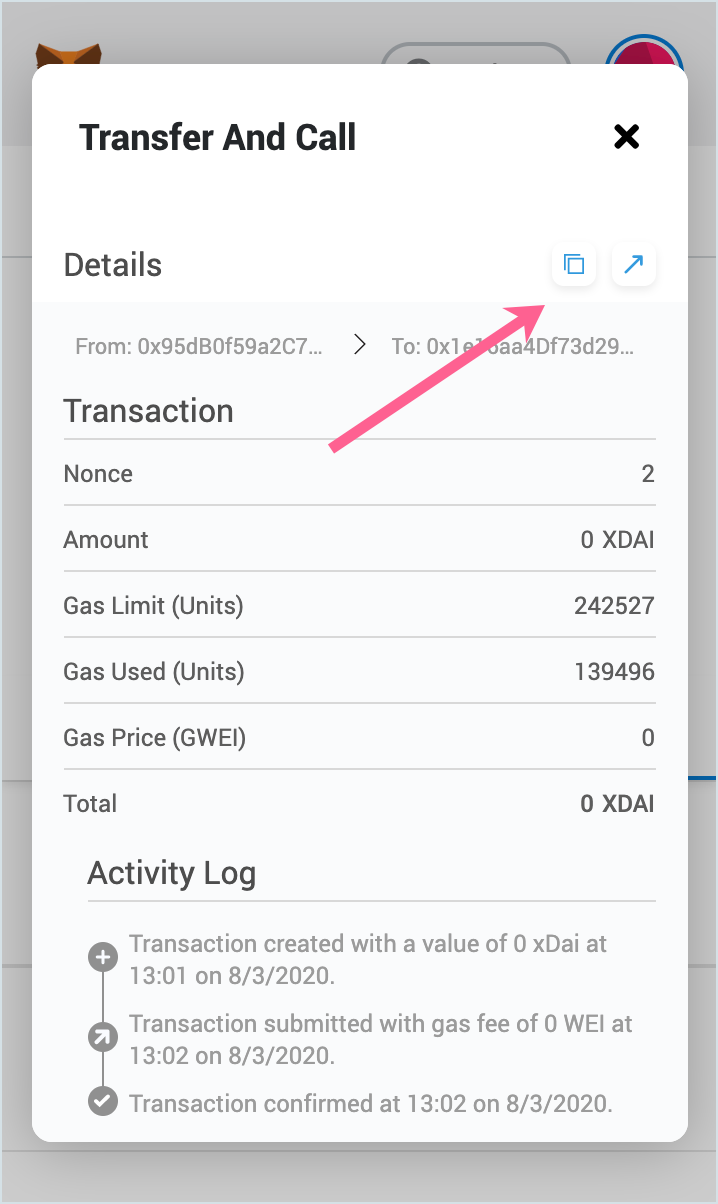 Transfer And Call
Details
From: 0x95dB0f59a2C7... To: 0x1e16aa4Df73d29...
Transaction
Nonce 2
Amount 0 XDAI
Gas Limit (Units) 242527
Gas Used (Units) 139496
Gas Price (GWEI) 0
Total 0 XDAI
Activity Log
Transaction created with a value of 0 xDai at
13:01 on 8/3/2020.
Transaction submitted with gas fee of 0 WEI at
13:02 on 8/3/2020.
Transaction confirmed at 13:02 on 8/3/2020.